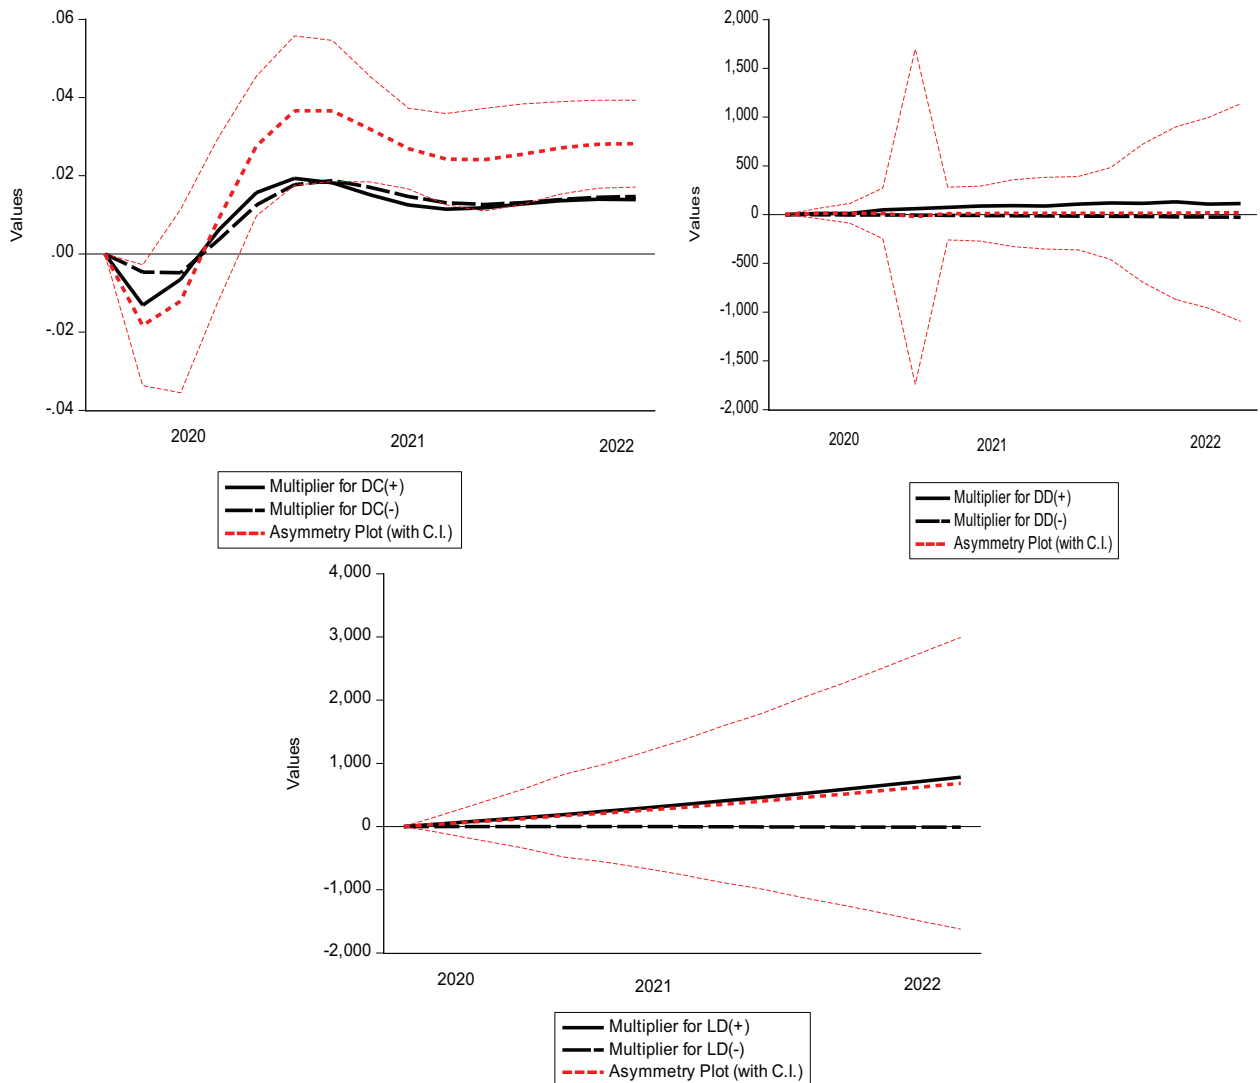 .06
.04
.02
.00
-.02
-.04
Values
2020
2021
2022
Multiplier for DC(+)
Multiplier for DC(-)
Asymmetry Plot (with C.I.)
2,000
1,500
1,000
500
0
-500
-1,000
-1,500
-2,000
Values
2020
2021
2022
Multiplier for DD(+)
Multiplier for DD(-)
Asymmetry Plot (with C.I.)
4,000
3,000
2,000
1,000
0
-1,000
-2,000
Values
2020
2021
2022
Multiplier for LD(+)
Multiplier for LD(-)
Asymmetry Plot (with C.I.)